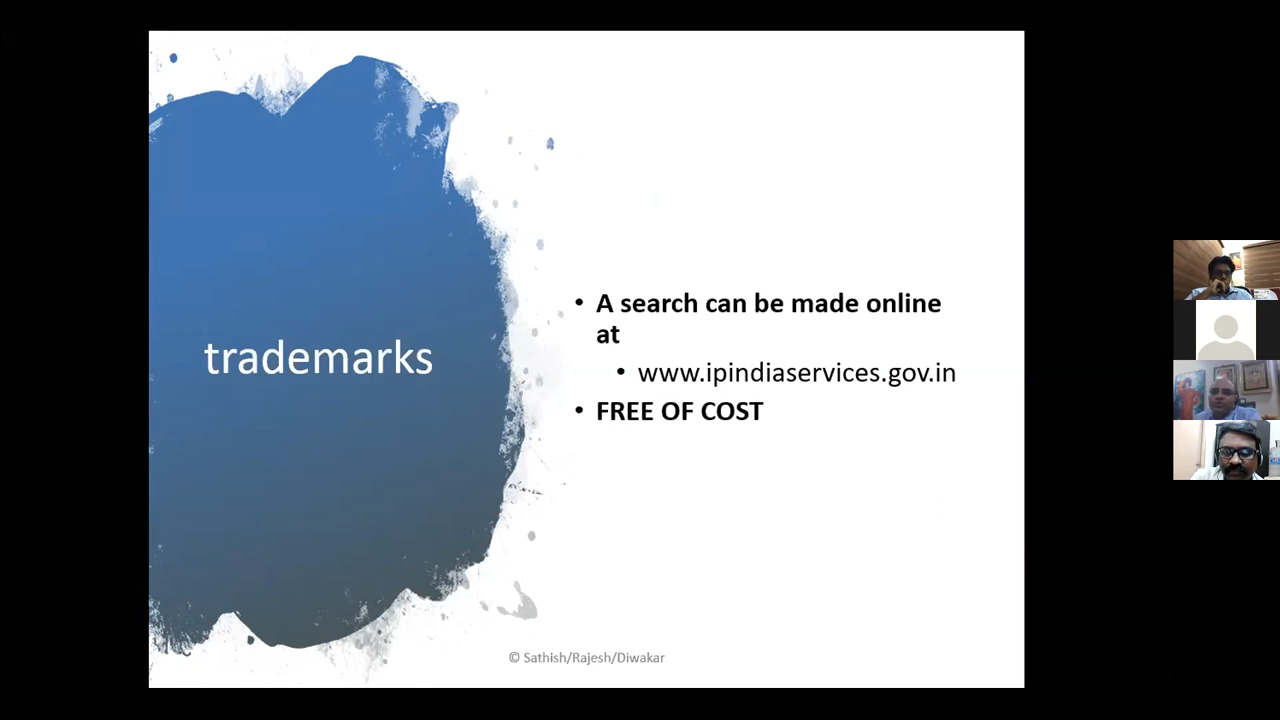 trademarks
• A search can be made online
at
• www.ipindiaservices.gov.in
• FREE OF COST
© Sathish/Rajesh/Diwakar